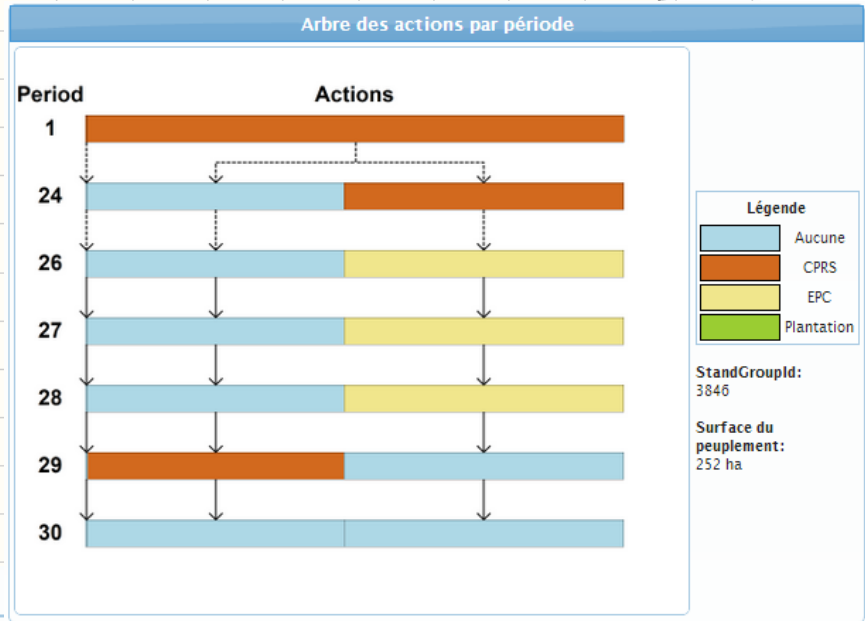 Arbre des actions par période
Period
Actions
1
24
26
27
28
29
30
Légende
Aucune
CPRS
EPC
Plantation
StandGroupId:
3846
Surface du
peuplement:
252 ha